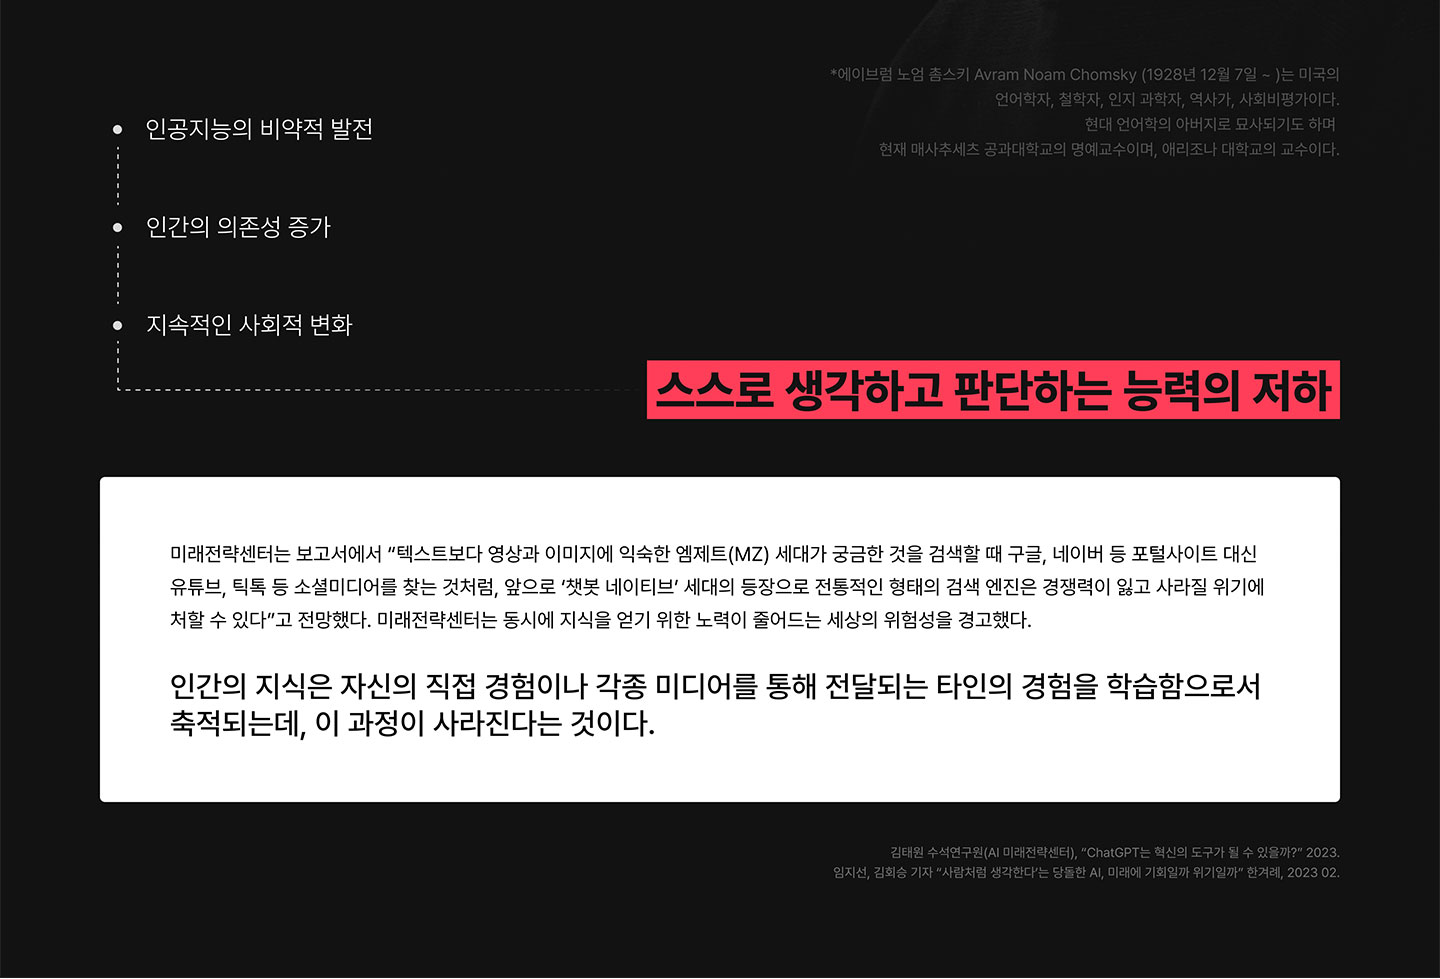 *에이브럼 노엄 촘스키 Avram Noam Chomsky (1928년 12월 7일 ~ )는 미국의
언어학자, 철학자, 인지 과학자, 역사가, 사회비평가이다.
현대 언어학의 아버지로 묘사되기도 하며
현재 매사추세츠 공과대학교의 명예교수이며, 애리조나 대학교의 교수이다.
인공지능의 비약적 발전
인간의 의존성 증가
지속적인 사회적 변화
스스로 생각하고 판단하는 능력의 저하
미래전략센터는 보고서에서 “텍스트보다 영상과 이미지에 익숙한 엠제트(MZ) 세대가 궁금한 것을 검색할 때 구글, 네이버 등 포털사이트 대신
유튜브, 틱톡 등 소셜미디어를 찾는 것처럼, 앞으로 ‘챗봇 네이티브’ 세대의 등장으로 전통적인 형태의 검색 엔진은 경쟁력이 잃고 사라질 위기에
처할 수 있다”고 전망했다. 미래전략센터는 동시에 지식을 얻기 위한 노력이 줄어드는 세상의 위험성을 경고했다.
인간의 지식은 자신의 직접 경험이나 각종 미디어를 통해 전달되는 타인의 경험을 학습함으로서
축적되는데, 이 과정이 사라진다는 것이다.
김태원 수석연구원(AI 미래전략센터), “ChatGPT는 혁신의 도구가 될 수 있을까?” 2023.
임지선, 김회승 기자 “사람처럼 생각한다’는 당돌한 AI, 미래에 기회일까 위기일까” 한겨레, 2023 02.